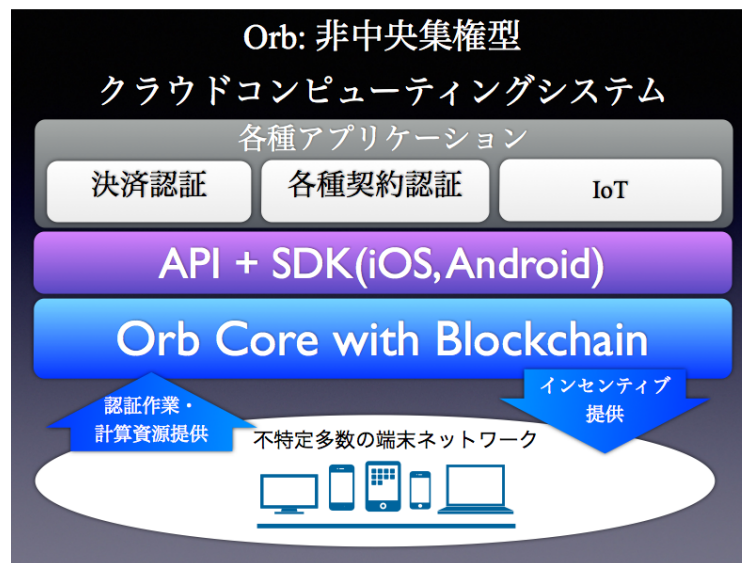 Orb: 非中央集権型
クラウドコンピューティングシステム
各種アプリケーション
決済認証
各種契約認証
IoT
API + SDK(iOS, Android)
Orb Core with Blockchain
認証作業・
計算資源提供
インセンティブ
提供
不特定多数の端末ネットワーク